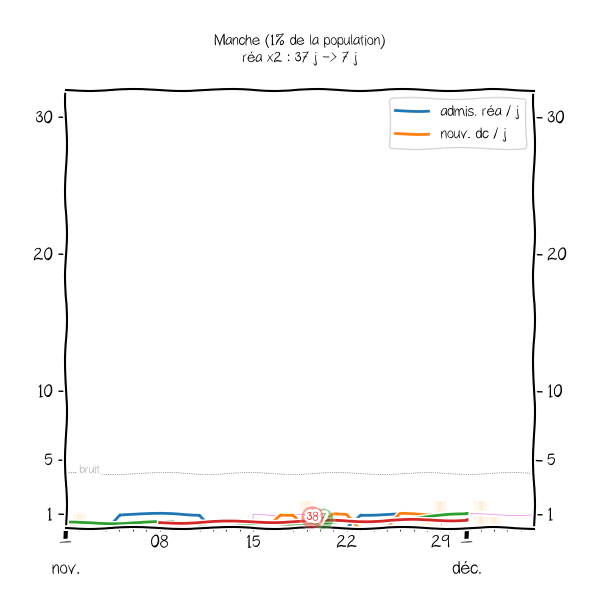 Manche (1% de la population)
réa x2 : 37 j -> 7 j
admis. réa / j
nouv. dc / j
30
30
20
20
10
10
5
5
bruit
1
1
38
7
08
15
22
29
nov.
déc.